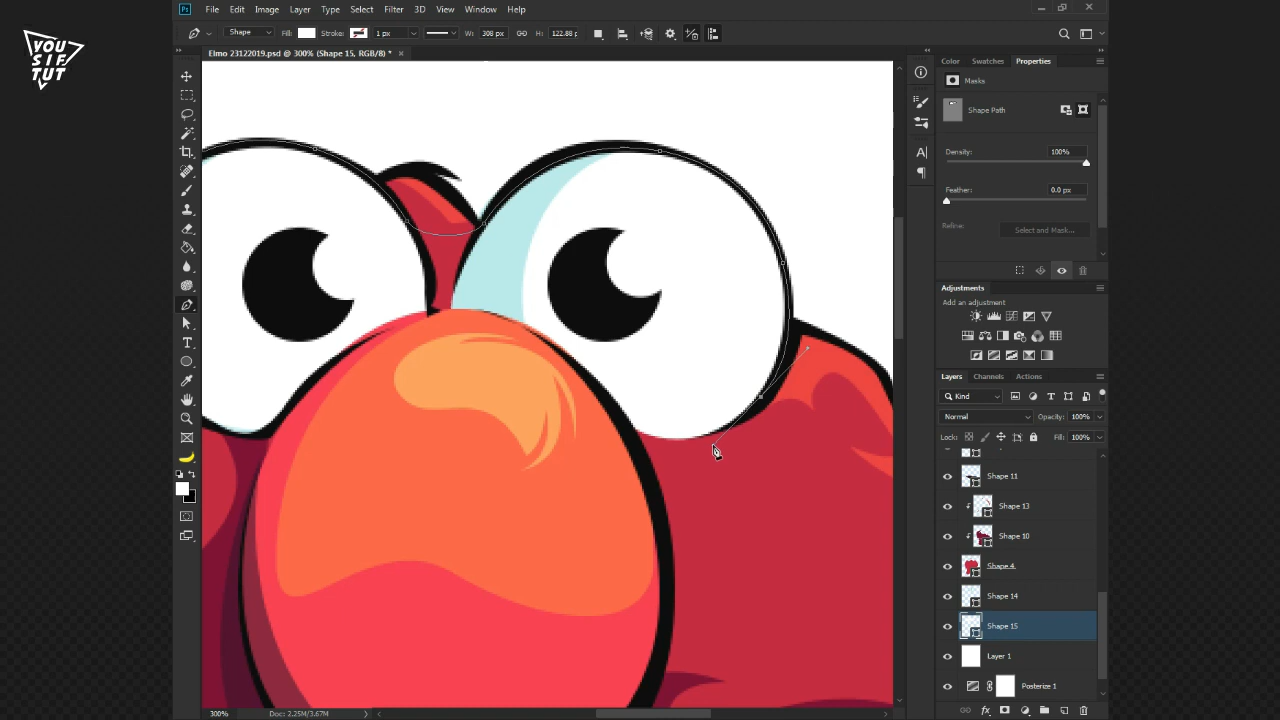 YOU
SIF
TUT
Ps File Edit Image Layer Type Select Filter 3D View Window Help
Shape Fill: Stroke: 1 px W: 308 px H: 122.88 p
Elmo 23122019.psd @ 300% (Shape 15, RGB/8) * ×
Color Swatches Properties
Masks
Shape Path
Density: 100%
Feather: 0.0 px
Refine: Select and Mask...
Adjustments
Add an adjustment
Layers Channels Actions
Kind
Normal Opacity: 100%
Lock: Fill: 100%
Shape 11
Shape 13
Shape 10
Shape 4
Shape 14
Shape 15
Layer 1
Posterize 1
300% Doc: 2.25M/3.67M